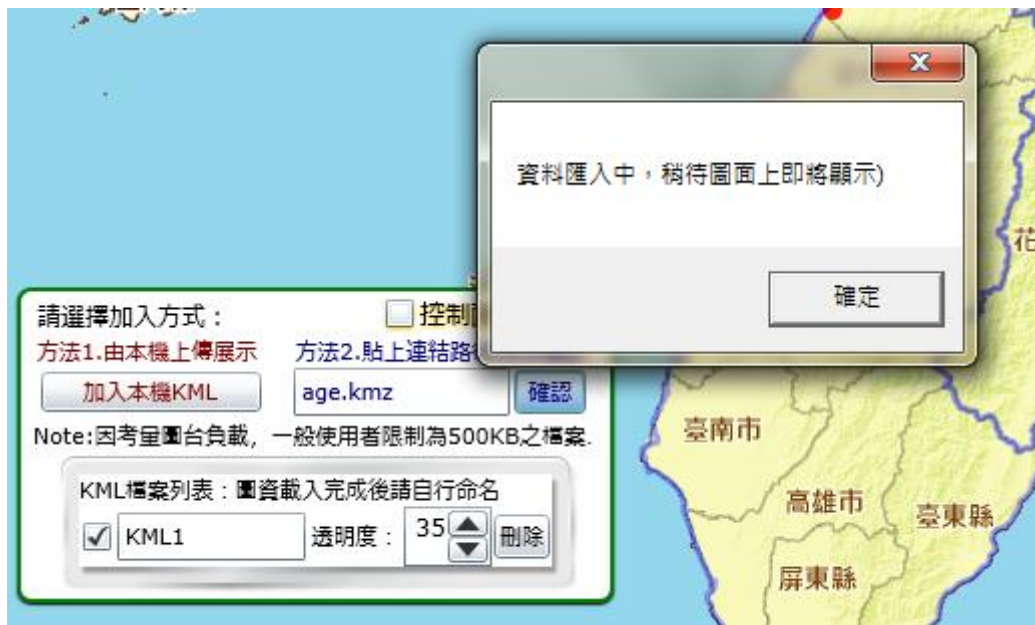 資料匯入中，稍待圖面上即將顯示)
確定
花
請選擇加入方式：
控制
方法1.由本機上傳展示
方法2.貼上連結路
加入本機KML
age.kmz
確認
Note:因考量圖台負載，一般使用者限制為500KB之檔案.
KML檔案列表：圖資載入完成後請自行命名
KML1
透明度：
35
刪除
臺南市
高雄市
臺東縣
屏東縣